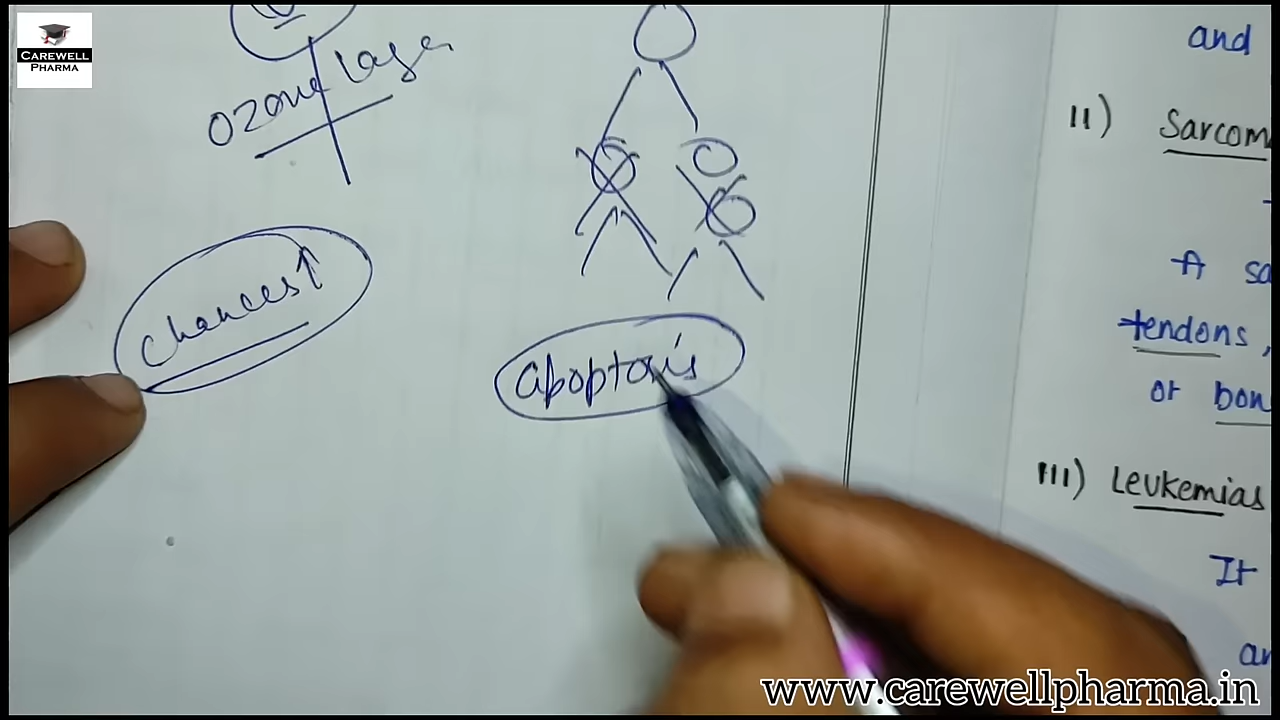 CAREWELL
PHARMA
ozone layer
chances↑
apoptosis
and
II) Sarcom
A sa
tendons,
or bon
III) Leukemias
It
an
www.carewellpharma.in